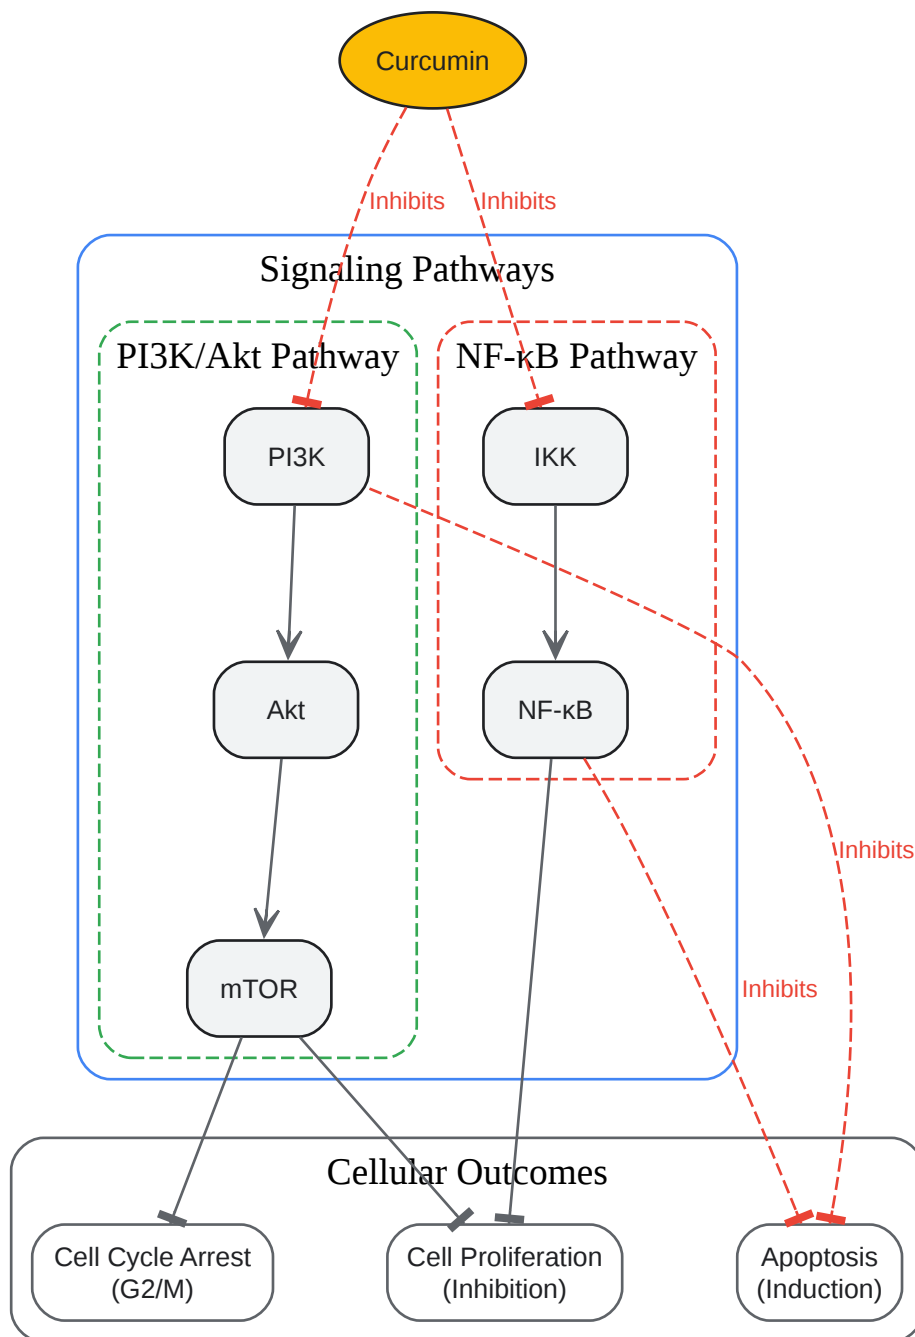 Curcumin
Inhibits
Inhibits
Signaling Pathways
PI3K/Akt Pathway
NF-κB Pathway
PI3K
IKK
Akt
NF-κB
Inhibits
mTOR
Inhibits
Cellular Outcomes
Cell Cycle Arrest
(G2/M)
Cell Proliferation
(Inhibition)
Apoptosis
(Induction)